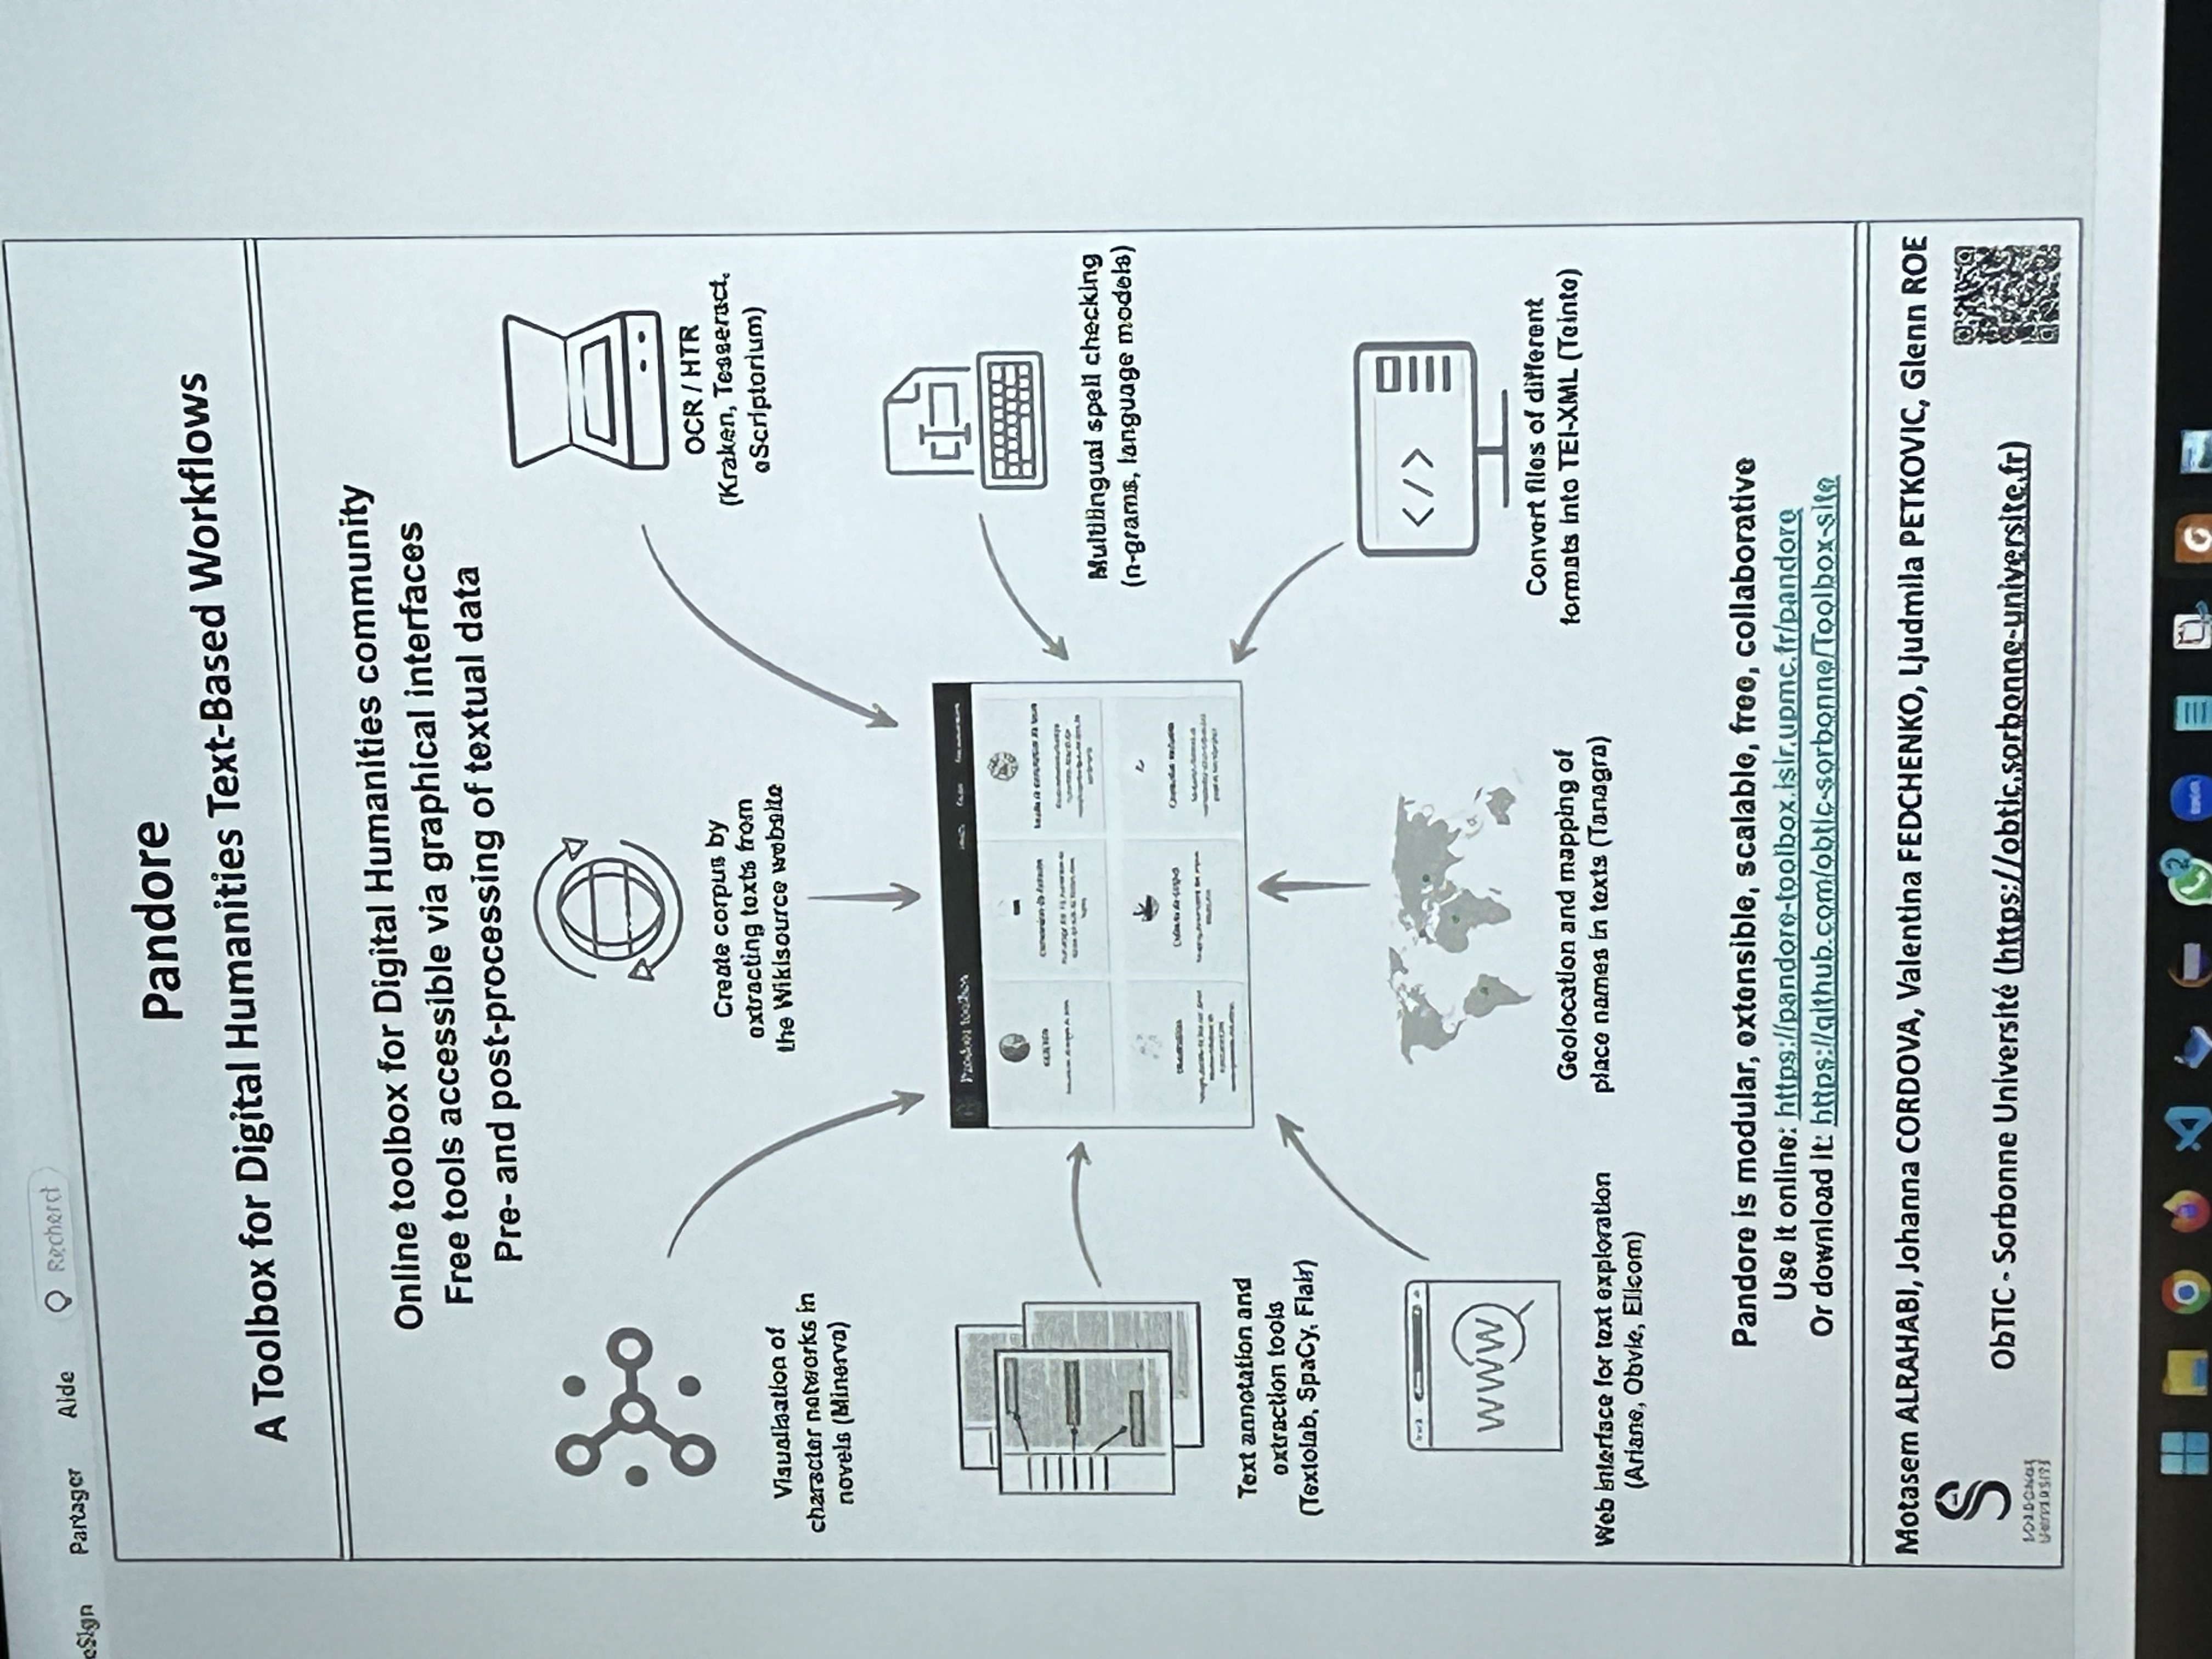 eSign Partager Aide Recherch
Pandore
A Toolbox for Digital Humanities Text-Based Workflows
Online toolbox for Digital Humanities community
Free tools accessible via graphical interfaces
Pre- and post-processing of textual data
Visualisation of
character networks in
novels (Minerva)
Create corpus by
extracting texts from
the Wikisource website
OCR / HTR
(Kraken, Tesseract,
eScriptorium)
Pandore toolbox
Text annotation and
extraction tools
(Textolab, SpaCy, Flair)
Multilingual spell checking
(n-grams, language models)
WWW
Web interface for text exploration
(Ariane, Obvie, Ellcom)
Geolocation and mapping of
place names in texts (Tanagra)
</>
Convert files of different
formats into TEI-XML (Teinte)
Pandore is modular, extensible, scalable, free, collaborative
Use it online: https://pandore-toolbox.isir.upmc.fr/pandore
Or download it: https://github.com/obtic-sorbonne/Toolbox-site
Motasem ALRAHABI, Johanna CORDOVA, Valentina FEDCHENKO, Ljudmila PETKOVIC, Glenn ROE
S
SORBONNE
UNIVERSITÉ
ObTIC - Sorbonne Université (https://obtic.sorbonne-universite.fr)
2